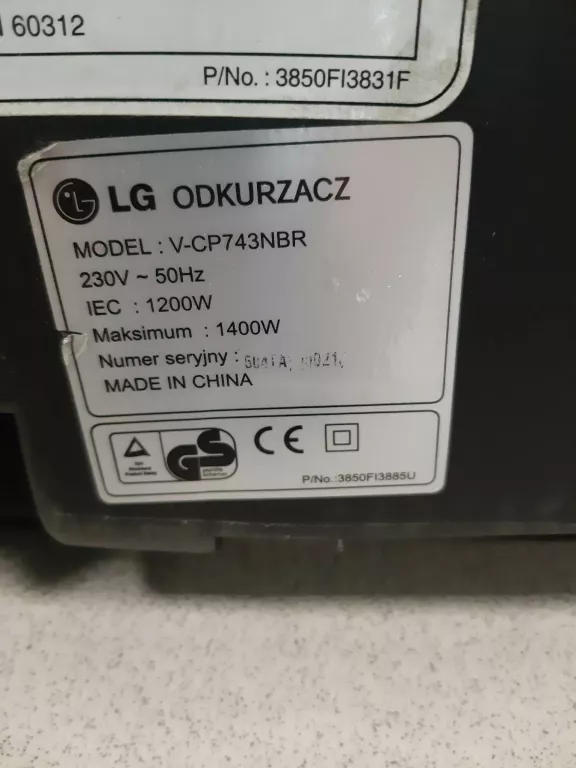 60312
P/No. : 3850FI3831F
LG ODKURZACZ
MODEL : V-CP743NBR
230V ~ 50Hz
IEC : 1200W
Maksimum : 1400W
Numer seryjny :
MADE IN CHINA
GS
CE
P/No.:3850FI3885U